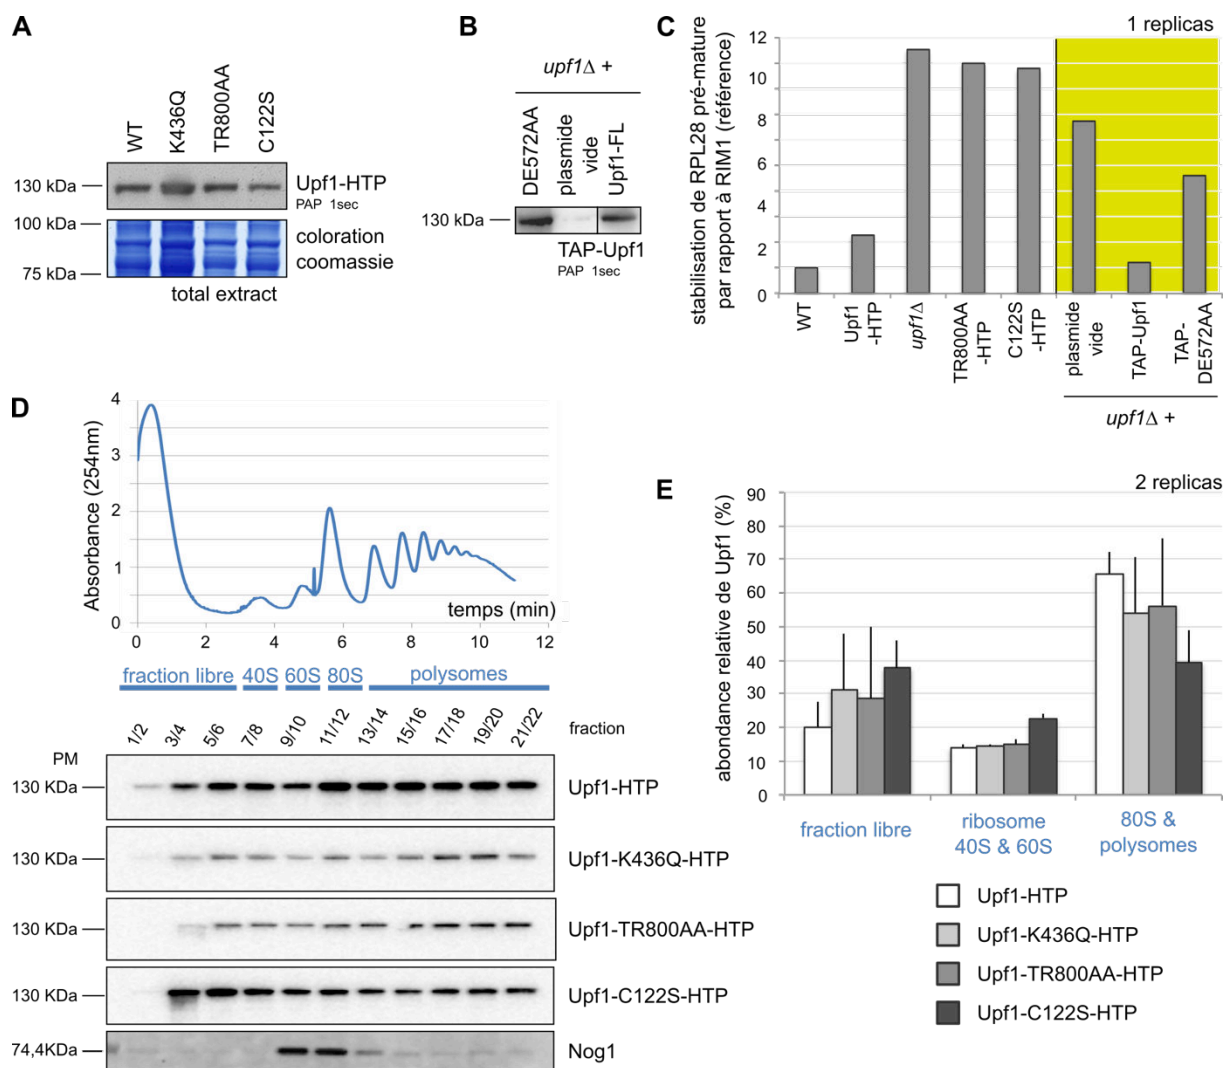 A
WT
K436Q
TR800AA
C122S
130 kDa
Upf1-HTP
PAP 1sec
100 kDa
coloration
coomassie
75 kDa
total extract
B
upf1Δ +
DE572AA
plasmide
vide
Upf1-FL
130 kDa
TAP-Upf1
PAP 1sec
C
1 replicas
stabilisation de RPL28 pré-mature
par rapport à RIM1 (référence)
12
10
8
6
4
2
0
WT
Upf1
-HTP
upf1Δ
TR800AA
-HTP
C122S
-HTP
plasmide
vide
TAP-Upf1
TAP-
DE572AA
upf1Δ +
D
Absorbance (254nm)
4
3
2
1
0
temps (min)
0 2 4 6 8 10 12
fraction libre 40S 60S 80S polysomes
1/2 3/4 5/6 7/8 9/10 11/12 13/14 15/16 17/18 19/20 21/22 fraction
PM
130 KDa Upf1-HTP
130 KDa Upf1-K436Q-HTP
130 KDa Upf1-TR800AA-HTP
130 KDa Upf1-C122S-HTP
74,4KDa Nog1
E
2 replicas
abondance relative de Upf1 (%)
90
80
70
60
50
40
30
20
10
0
fraction libre
ribosome
40S & 60S
80S &
polysomes
Upf1-HTP
Upf1-K436Q-HTP
Upf1-TR800AA-HTP
Upf1-C122S-HTP